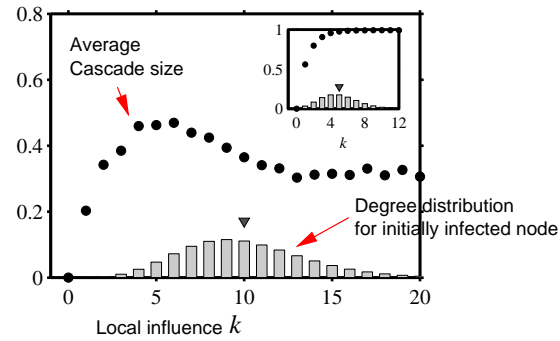 0.8
0.6
0.4
0.2
0
Average
Cascade size
1
0.5
0
0
4
8
12
k
Degree distribution
for initially infected node
0
5
10
15
20
Local influence k